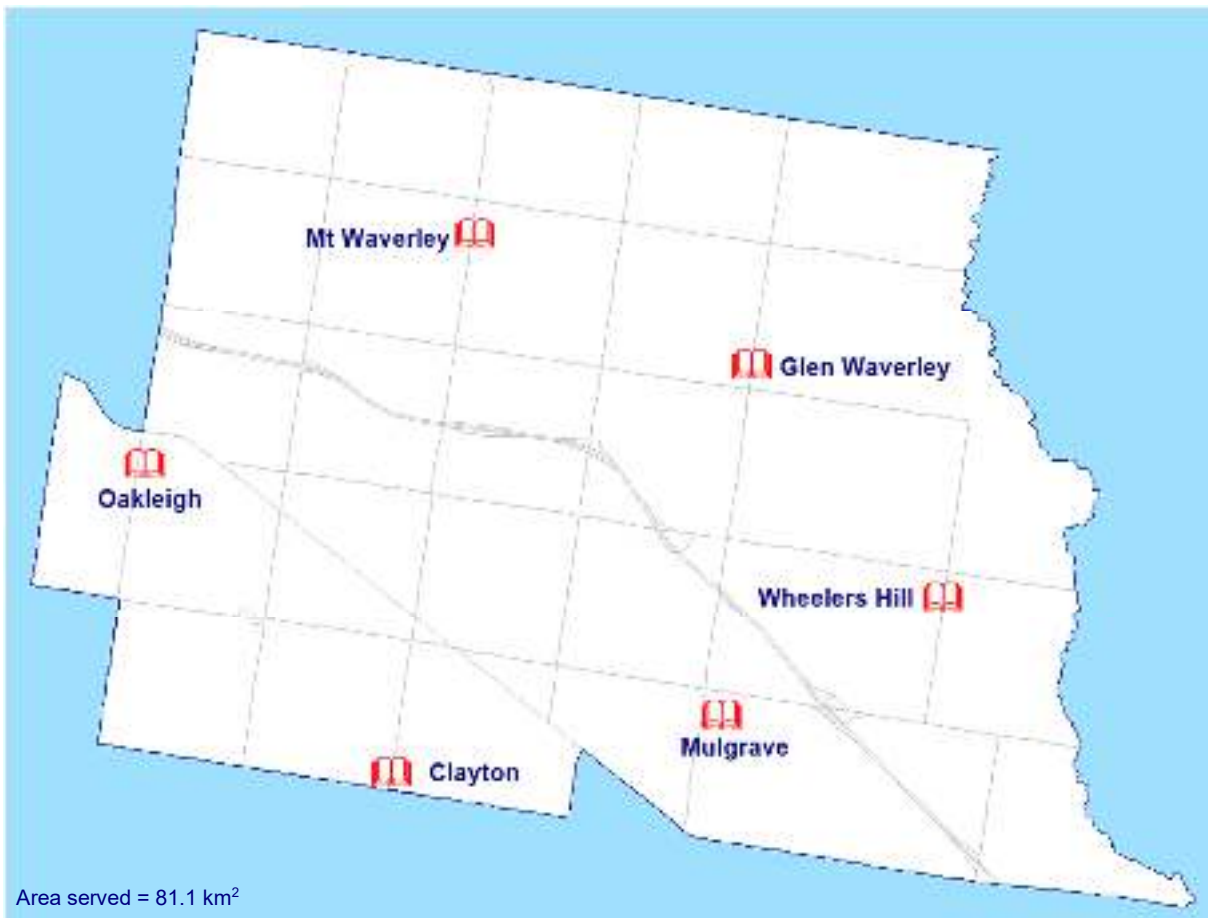 Mt Waverley
Glen Waverley
Oakleigh
Wheelers Hill
Mulgrave
Clayton
Area served = 81.1 km²